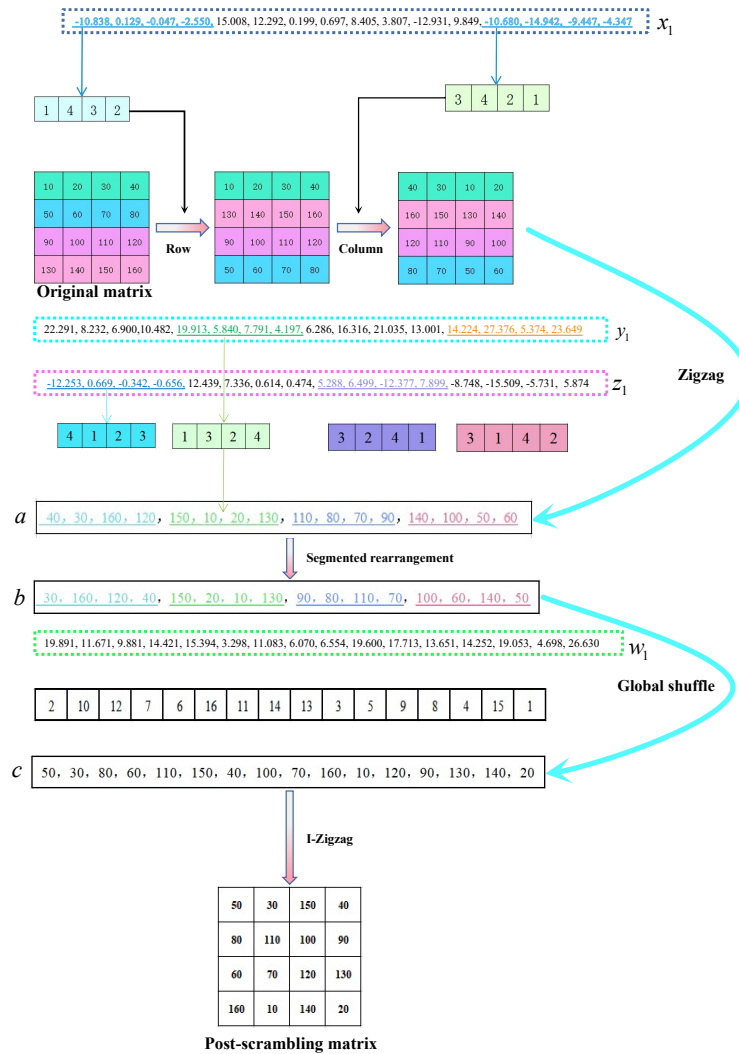 -10.838, 0.129, -0.047, -2.550, 15.008, 12.292, 0.199, 0.697, 8.405, 3.807, -12.931, 9.849, -10.680, -14.942, -9.447, -4.347 x1
1 4 3 2
3 4 2 1
10 20 30 40
50 60 70 80
90 100 110 120
130 140 150 160
Original matrix
Row
10 20 30 40
130 140 150 160
90 100 110 120
50 60 70 80
Column
40 30 10 20
160 150 130 140
120 110 90 100
80 70 50 60
22.291, 8.232, 6.900,10.482, 19.913, 5.840, 7.791, 4.197, 6.286, 16.316, 21.035, 13.001, 14.224, 27.376, 5.374, 23.649 y1
Zigzag
-12.253, 0.669, -0.342, -0.656, 12.439, 7.336, 0.614, 0.474, 5.288, 6.499, -12.377, 7.899, -8.748, -15.509, -5.731, 5.874 z1
4 1 2 3
1 3 2 4
3 2 4 1
3 1 4 2
a 40, 30, 160, 120, 150, 10, 20, 130, 110, 80, 70, 90, 140, 100, 50, 60
Segmented rearrangement
b 30, 160, 120, 40, 150, 20, 10, 130, 90, 80, 110, 70, 100, 60, 140, 50
19.891, 11.671, 9.881, 14.421, 15.394, 3.298, 11.083, 6.070, 6.554, 19.600, 17.713, 13.651, 14.252, 19.053, 4.698, 26.630 w1
Global shuffle
2 10 12 7 6 16 11 14 13 3 5 9 8 4 15 1
c 50, 30, 80, 60, 110, 150, 40, 100, 70, 160, 10, 120, 90, 130, 140, 20
I-Zigzag
50 30 150 40
80 110 100 90
60 70 120 130
160 10 140 20
Post-scrambling matrix